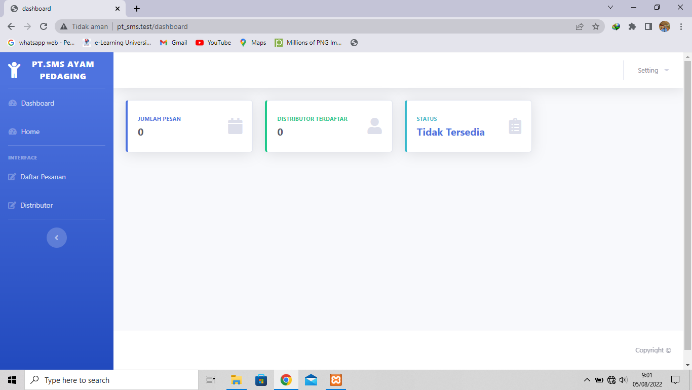 dashboard
Tidak aman
pt_sms.test/dashboard
whatsapp web - Pe...
e-Learning Universi...
Gmail
YouTube
Maps
Millions of PNG Im...
PT.SMS AYAM
PEDAGING
Setting
Dashboard
Home
INTERFACE
Daftar Pesanan
Distributor
JUMLAH PESAN
0
DISTRIBUTOR TERDAFTAR
0
STATUS
Tidak Tersedia
Copyright ©
Type here to search
9:01
05/08/2022